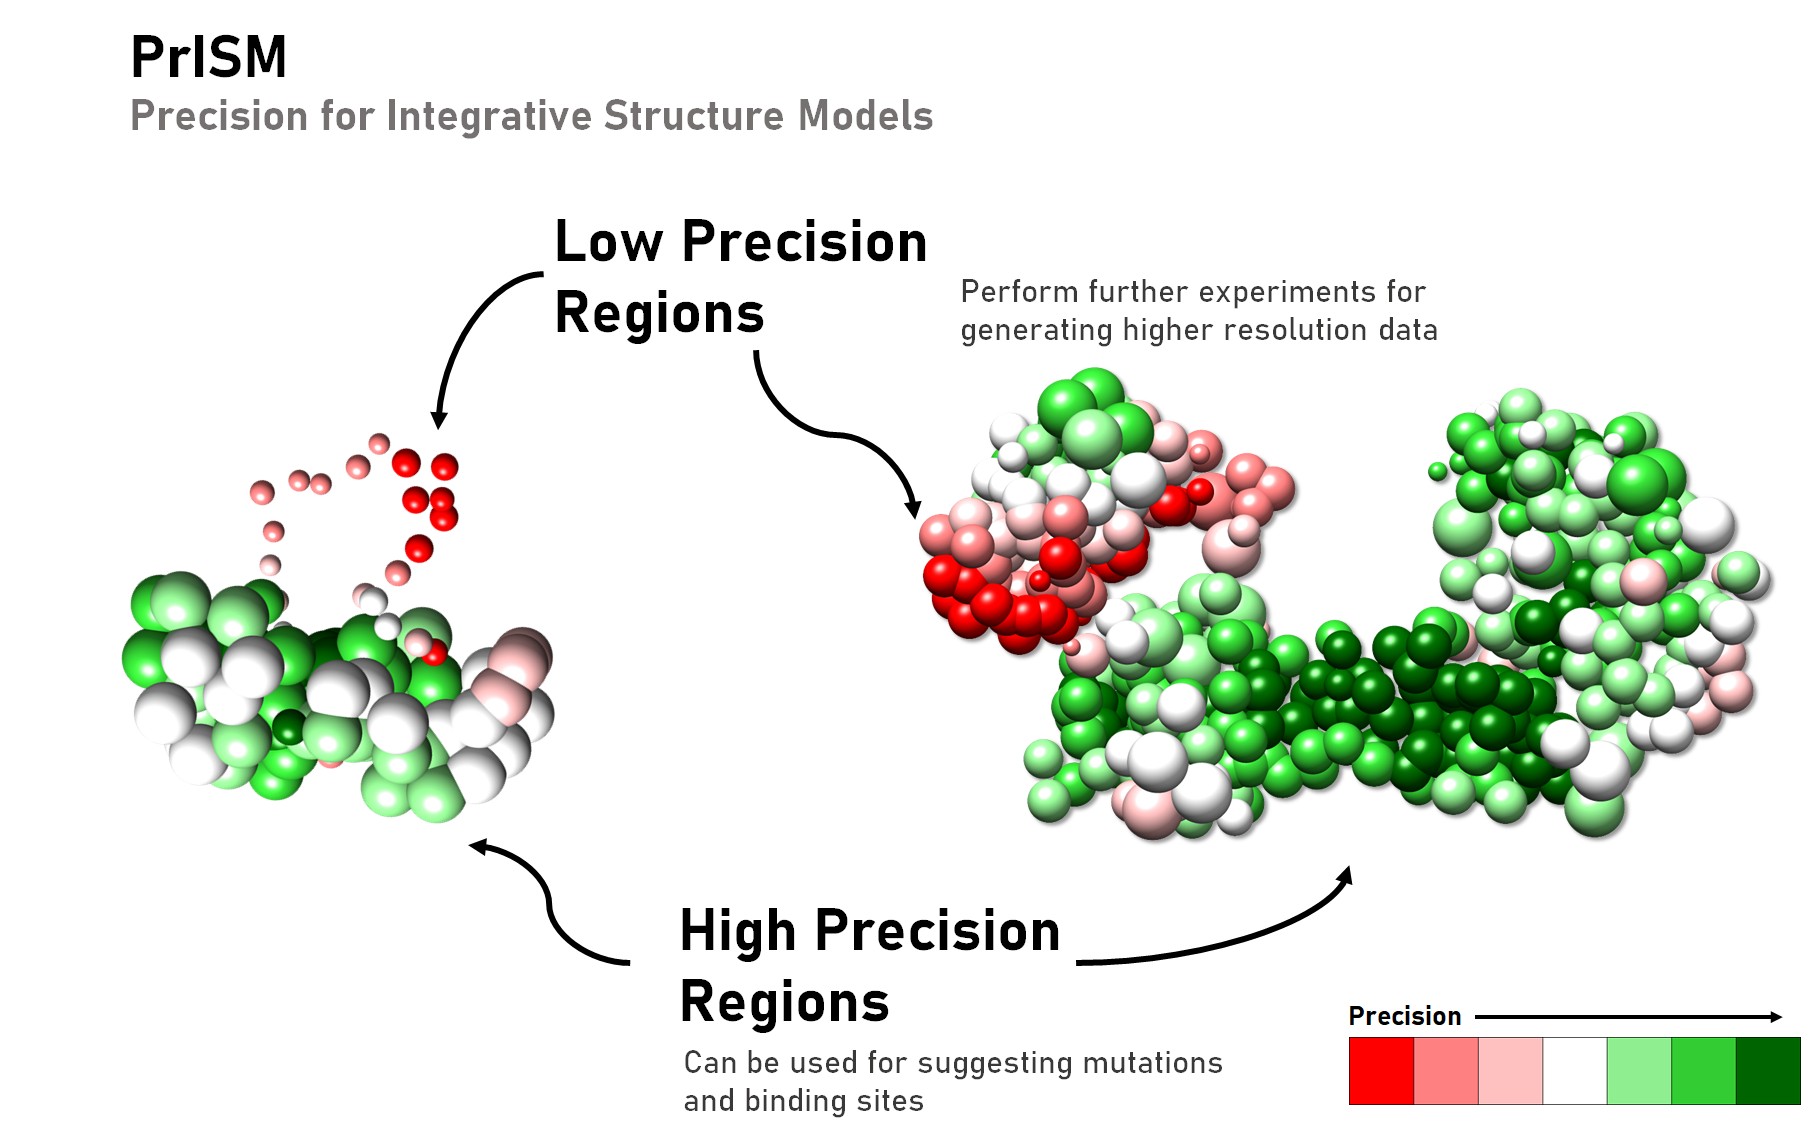 PrISM
Precision for Integrative Structure Models
Low Precision
Regions
Perform further experiments for
generating higher resolution data
High Precision
Regions
Can be used for suggesting mutations
and binding sites
Precision